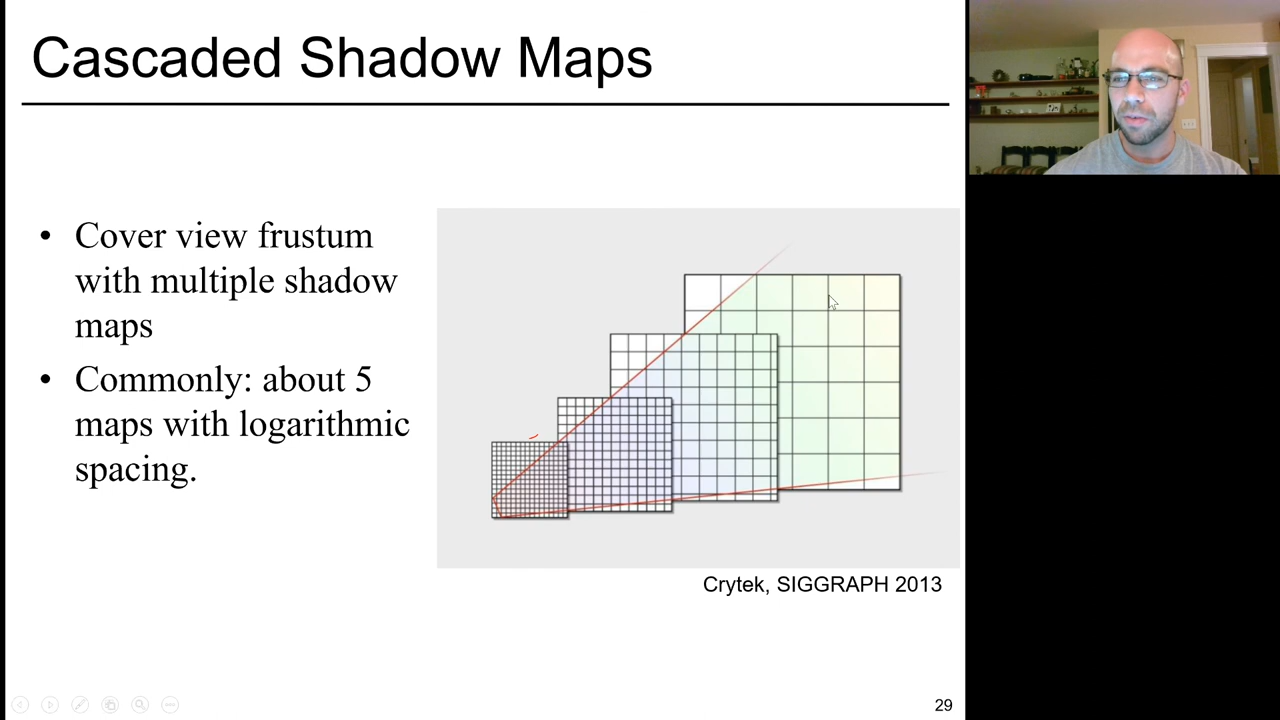 Cascaded Shadow Maps
• Cover view frustum
with multiple shadow
maps
• Commonly: about 5
maps with logarithmic
spacing.
Crytek, SIGGRAPH 2013
29